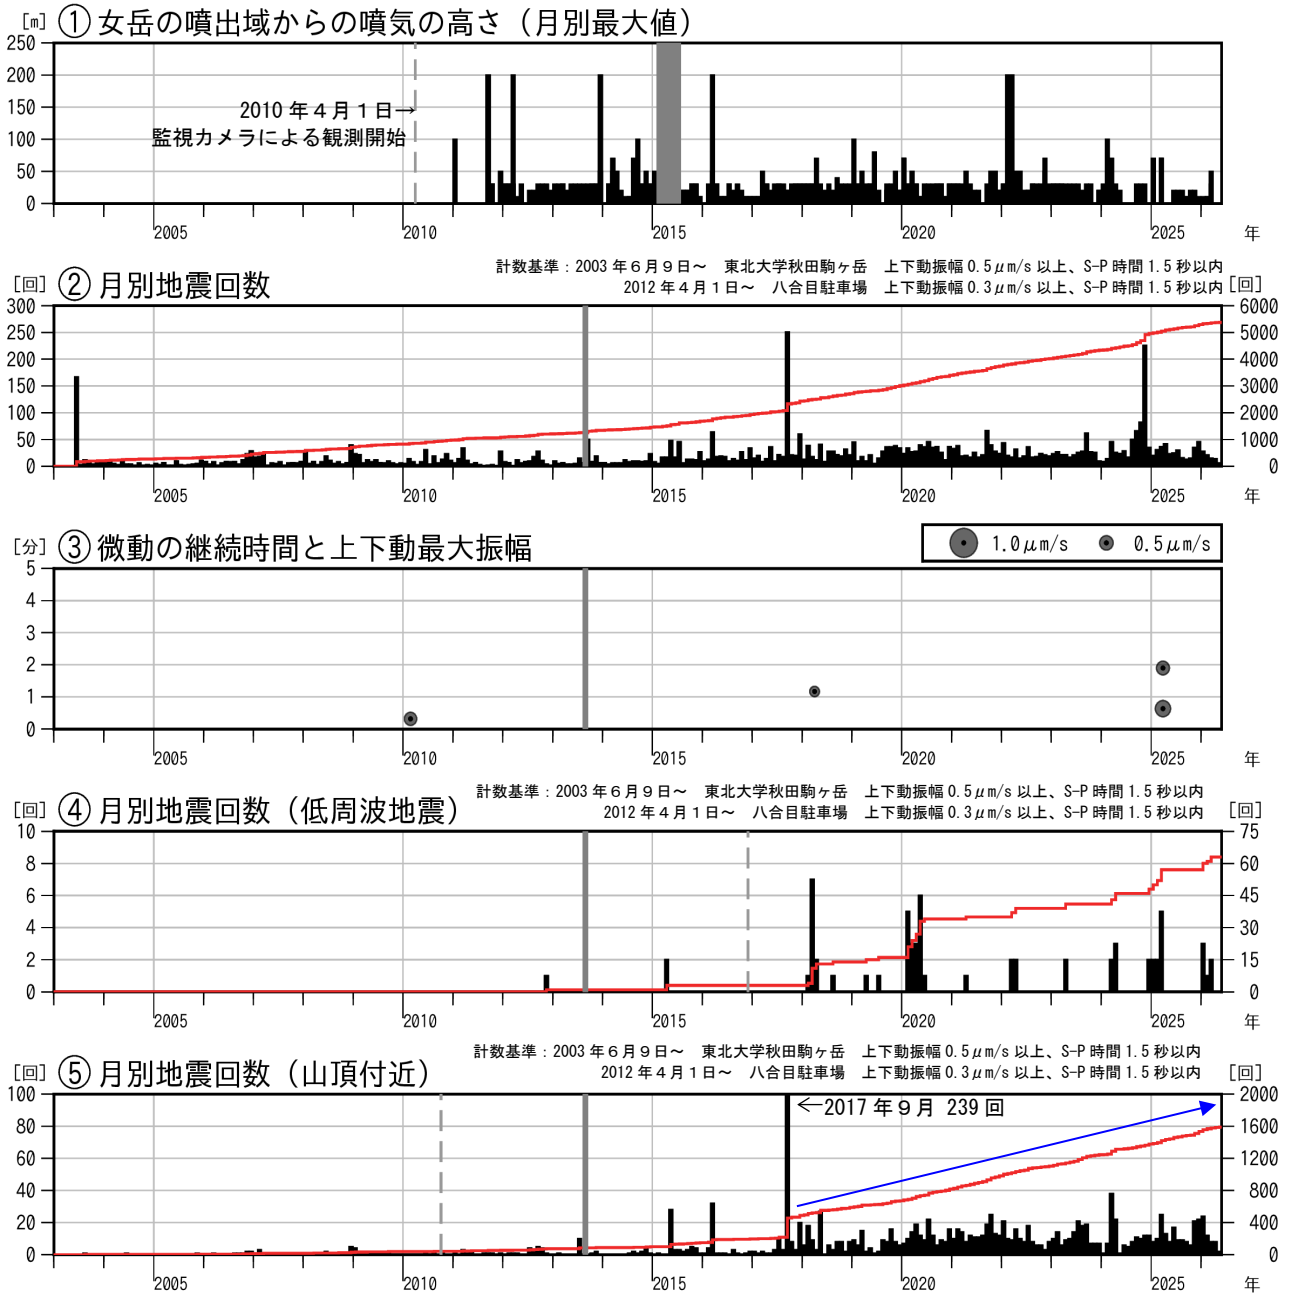 [m] ① 女岳の噴出域からの噴気の高さ（月別最大値）
250
200
150
100
50
0
2010 年４月１日→
監視カメラによる観測開始
2005 2010 2015 2020 2025 年
計数基準：2003 年６月９日～ 東北大学秋田駒ヶ岳 上下動振幅 0.5μm/s 以上、S-P 時間 1.5 秒以内
[回] ② 月別地震回数
2012 年４月１日～ 八合目駐車場 上下動振幅 0.3μm/s 以上、S-P 時間 1.5 秒以内 [回]
300 6000
250 5000
200 4000
150 3000
100 2000
50 1000
0 0
2005 2010 2015 2020 2025 年
[分] ③ 微動の継続時間と上下動最大振幅
1.0μm/s 0.5μm/s
5
4
3
2
1
0
2005 2010 2015 2020 2025 年
計数基準：2003 年６月９日～ 東北大学秋田駒ヶ岳 上下動振幅 0.5μm/s 以上、S-P 時間 1.5 秒以内
[回] ④ 月別地震回数（低周波地震）
2012 年４月１日～ 八合目駐車場 上下動振幅 0.3μm/s 以上、S-P 時間 1.5 秒以内 [回]
10 75
8 60
6 45
4 30
2 15
0 0
2005 2010 2015 2020 2025 年
計数基準：2003 年６月９日～ 東北大学秋田駒ヶ岳 上下動振幅 0.5μm/s 以上、S-P 時間 1.5 秒以内
[回] ⑤ 月別地震回数（山頂付近）
2012 年４月１日～ 八合目駐車場 上下動振幅 0.3μm/s 以上、S-P 時間 1.5 秒以内 [回]
100 2000
←2017 年９月 239 回
80 1600
60 1200
40 800
20 400
0 0
2005 2010 2015 2020 2025 年